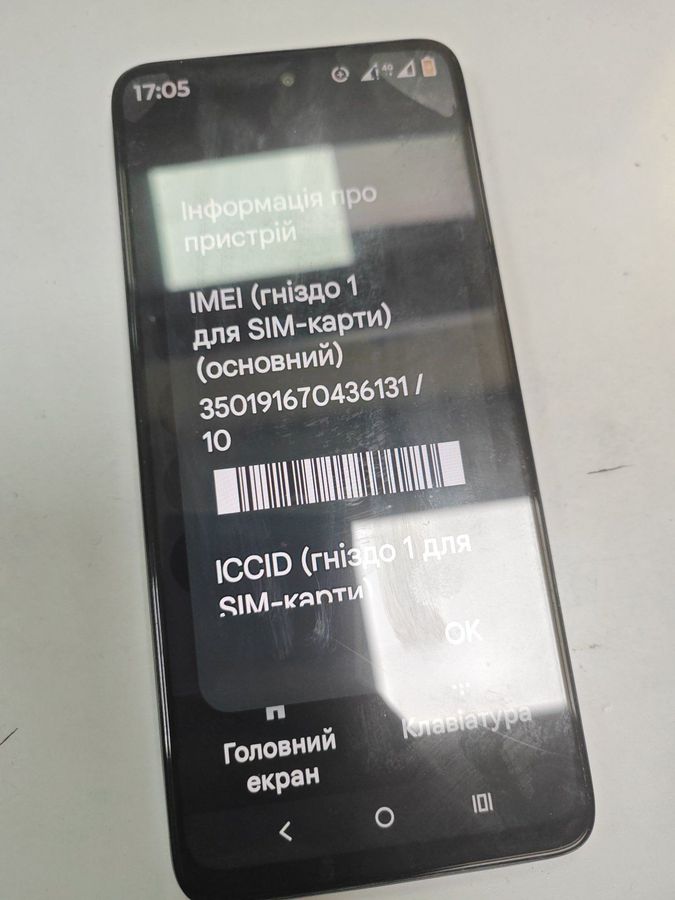 17:05
4G
Інформація про
пристрій
IMEI (гніздо 1
для SIM-карти)
(основний)
350191670436131 /
10
ICCID (гніздо 1 для
SIM-карти)
OK
Клавіатура
Головний
екран